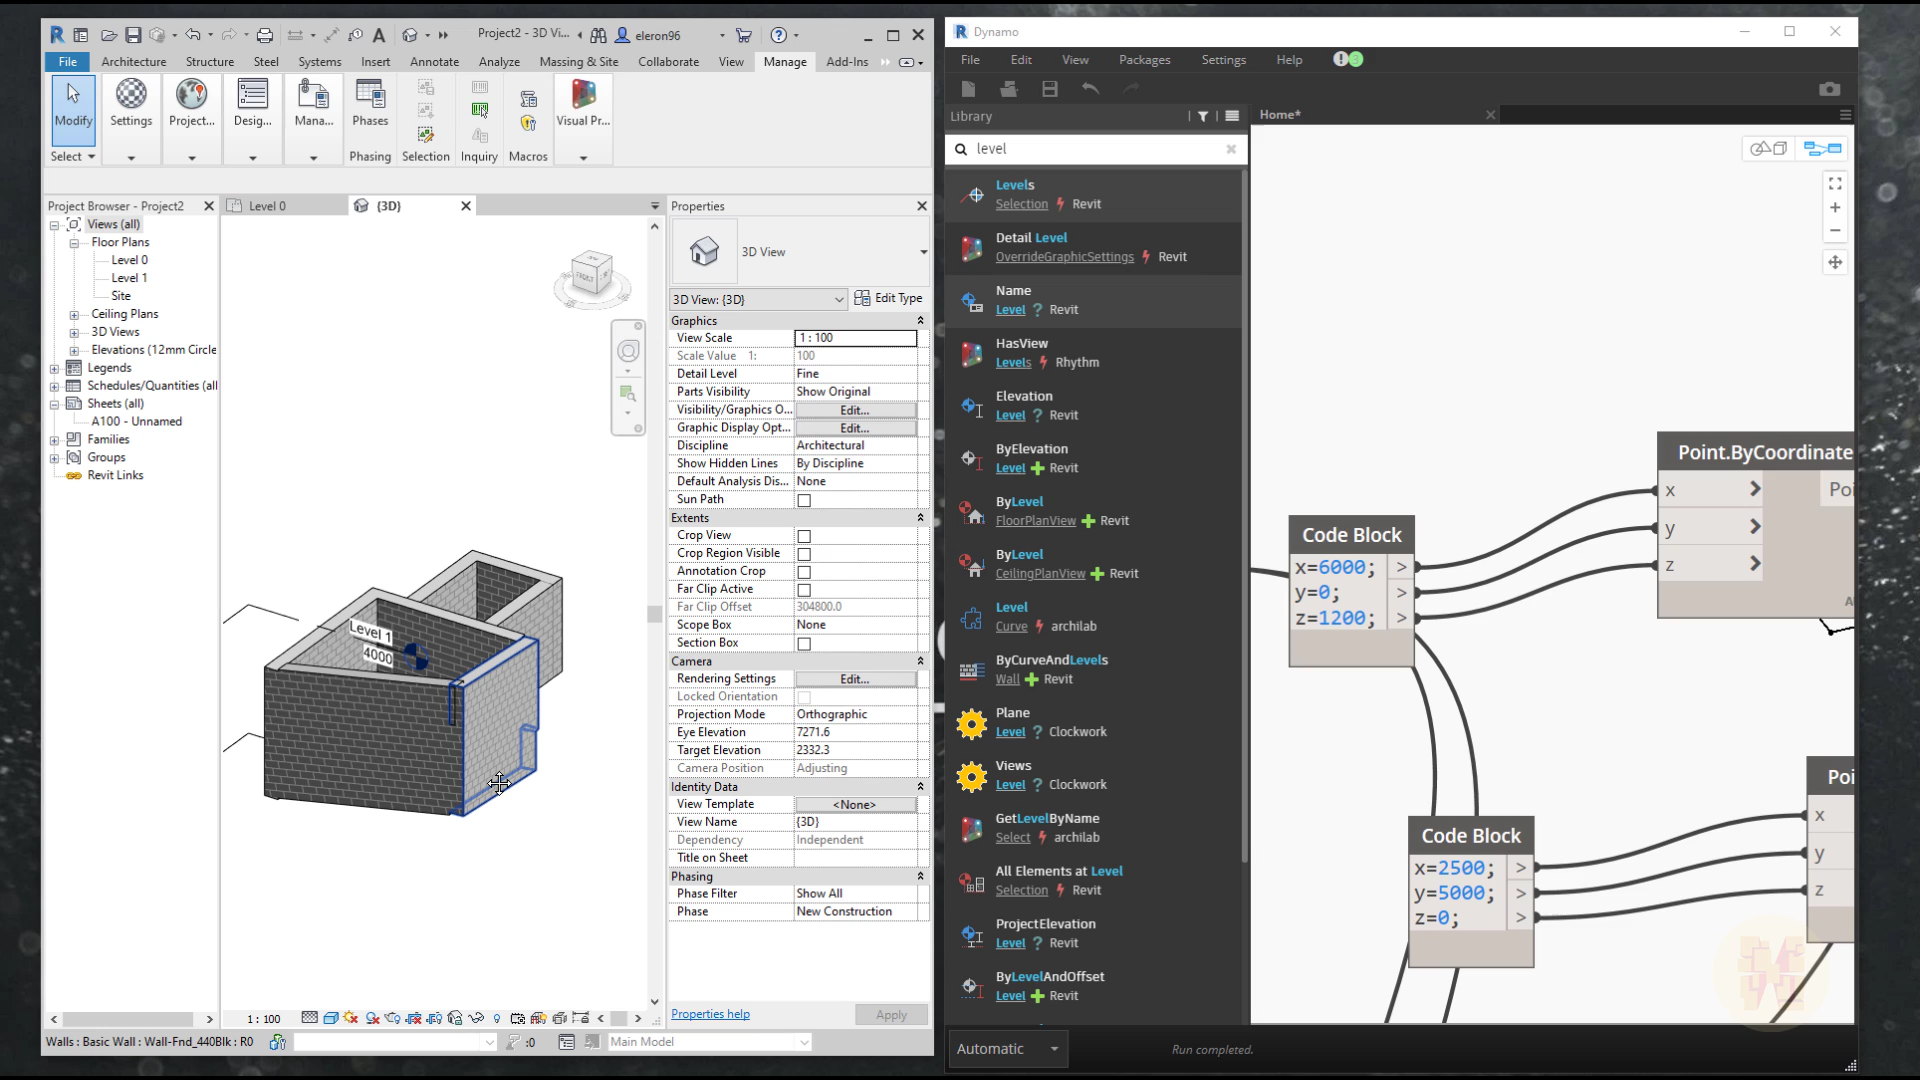 Project2 - 3D Vi...
eleron96
File
Architecture
Structure
Steel
Systems
Insert
Annotate
Analyze
Massing & Site
Collaborate
View
Manage
Add-Ins
Modify
Settings
Project...
Desig...
Mana...
Phases
Visual Pr...
Select
Phasing
Selection
Inquiry
Macros
Project Browser - Project2
Views (all)
Floor Plans
Level 0
Level 1
Site
Ceiling Plans
3D Views
Elevations (12mm Circle
Legends
Schedules/Quantities (all
Sheets (all)
A100 - Unnamed
Families
Groups
Revit Links
Level 0
{3D}
Level 1
4000
1 : 100
Properties
3D View
3D View: {3D}
Edit Type
Graphics
View Scale 1 : 100
Scale Value 1: 100
Detail Level Fine
Parts Visibility Show Original
Visibility/Graphics O... Edit...
Graphic Display Opt... Edit...
Discipline Architectural
Show Hidden Lines By Discipline
Default Analysis Dis... None
Sun Path
Extents
Crop View
Crop Region Visible
Annotation Crop
Far Clip Active
Far Clip Offset 304800.0
Scope Box None
Section Box
Camera
Rendering Settings Edit...
Locked Orientation
Projection Mode Orthographic
Eye Elevation 7271.6
Target Elevation 2332.3
Camera Position Adjusting
Identity Data
View Template <None>
View Name {3D}
Dependency Independent
Title on Sheet
Phasing
Phase Filter Show All
Phase New Construction
Properties help
Apply
Walls : Basic Wall : Wall-Fnd_440Blk : R0
:0
Main Model
Dynamo
File
Edit
View
Packages
Settings
Help
Library
level
Levels
Selection Revit
Detail Level
OverrideGraphicSettings Revit
Name
Level ? Revit
HasView
Levels Rhythm
Elevation
Level ? Revit
ByElevation
Level Revit
ByLevel
FloorPlanView Revit
ByLevel
CeilingPlanView Revit
Level
Curve archilab
ByCurveAndLevels
Wall Revit
Plane
Level ? Clockwork
Views
Level ? Clockwork
GetLevelByName
Select archilab
All Elements at Level
Selection Revit
ProjectElevation
Level ? Revit
ByLevelAndOffset
Level Revit
Automatic
Run completed.
Home*
Code Block
x=6000; >
y=0; >
z=1200; >
Point.ByCoordinate
x >
y >
z >
Poi
Code Block
x=2500; >
y=5000; >
z=0; >
Poi
x
y
z